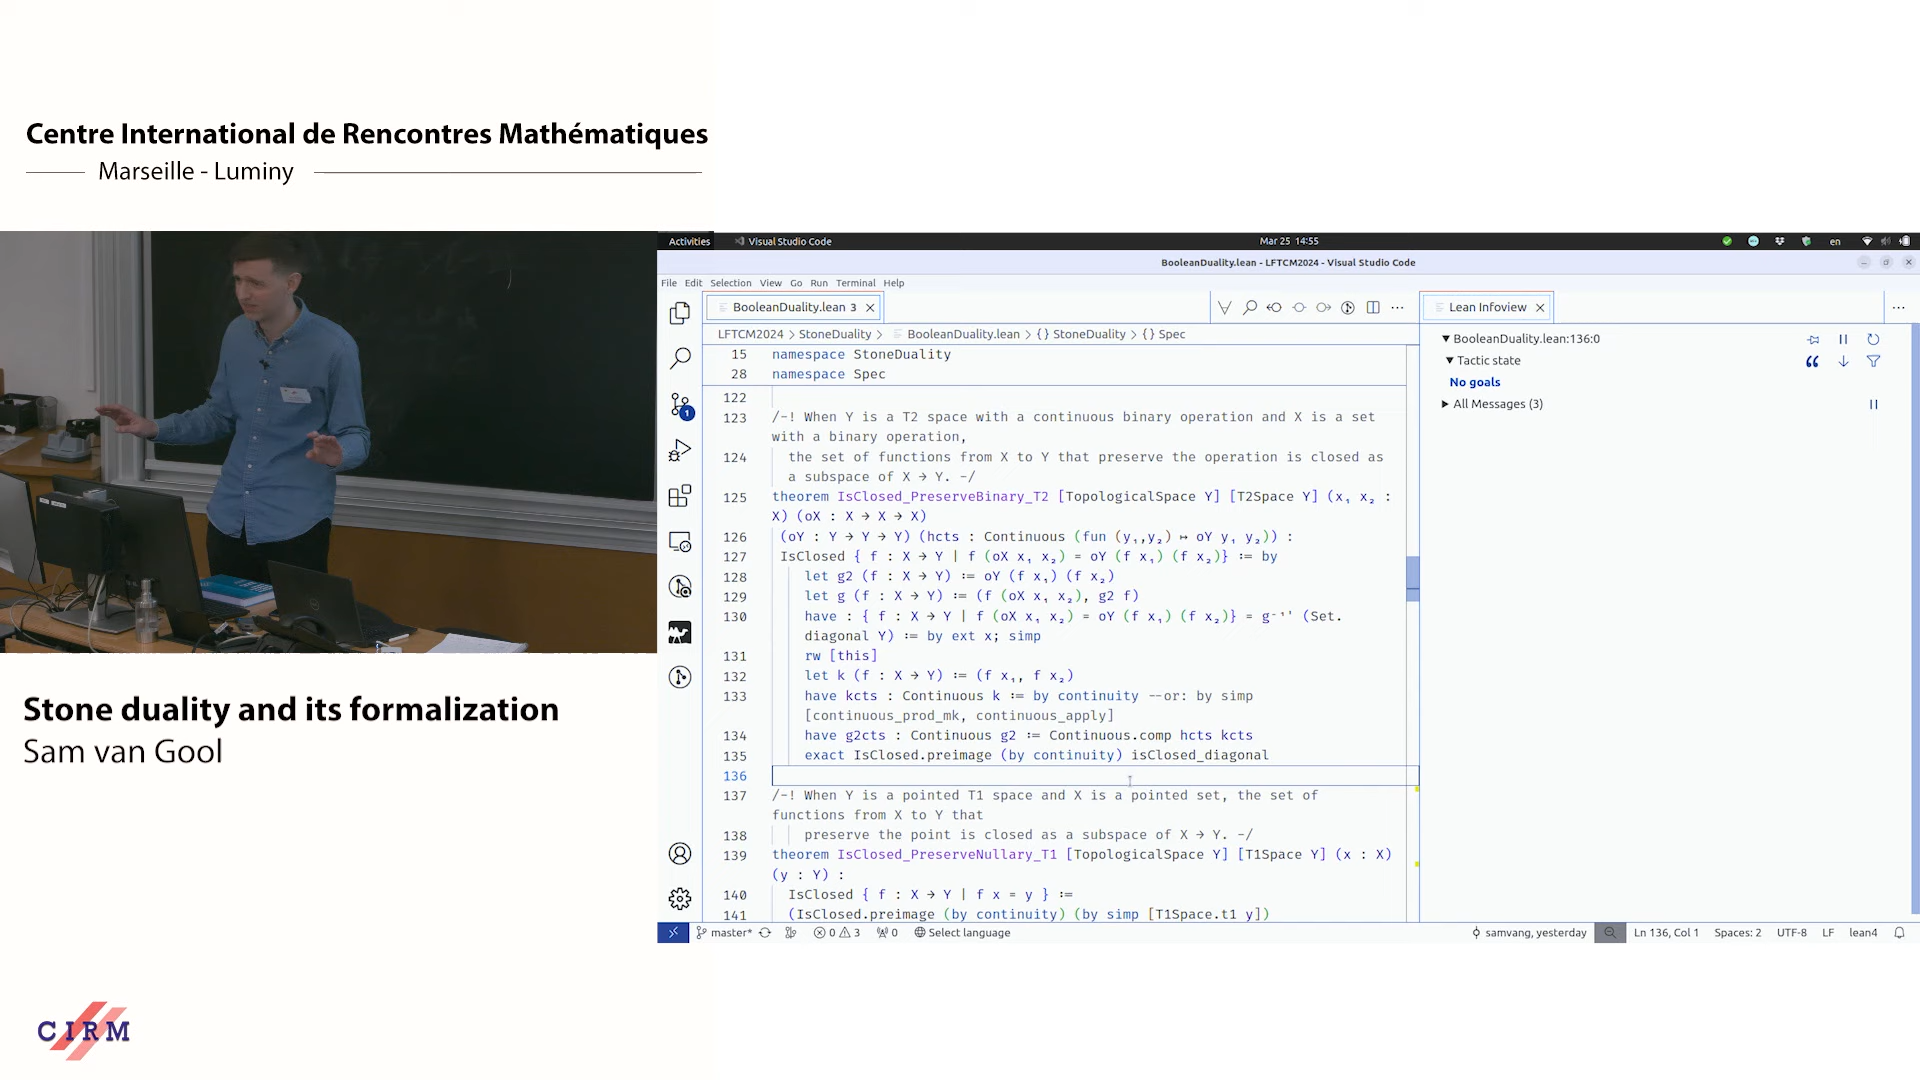 Centre International de Rencontres Mathématiques
Marseille - Luminy
Activities
Visual Studio Code
Mar 25 14:55
en
BooleanDuality.lean - LFTCM2024 - Visual Studio Code
File Edit Selection View Go Run Terminal Help
BooleanDuality.lean 3
Lean Infoview
LFTCM2024 > StoneDuality > BooleanDuality.lean > {} StoneDuality > {} Spec
15 namespace StoneDuality
28 namespace Spec
122
123 /-! When Y is a T2 space with a continuous binary operation and X is a set
with a binary operation,
124 the set of functions from X to Y that preserve the operation is closed as
a subspace of X → Y. -/
125 theorem IsClosed_PreserveBinary_T2 [TopologicalSpace Y] [T2Space Y] (x₁ x₂ :
X) (oX : X → X → X)
126 (oY : Y → Y → Y) (hcts : Continuous (fun (y₁,y₂) ↦ oY y₁ y₂)) :
127 IsClosed { f : X → Y | f (oX x₁ x₂) = oY (f x₁) (f x₂)} := by
128 let g2 (f : X → Y) := oY (f x₁) (f x₂)
129 let g (f : X → Y) := (f (oX x₁ x₂), g2 f)
130 have : { f : X → Y | f (oX x₁ x₂) = oY (f x₁) (f x₂)} = g⁻¹' (Set.
diagonal Y) := by ext x; simp
131 rw [this]
132 let k (f : X → Y) := (f x₁, f x₂)
133 have kcts : Continuous k := by continuity --or: by simp
[continuous_prod_mk, continuous_apply]
134 have g2cts : Continuous g2 := Continuous.comp hcts kcts
135 exact IsClosed.preimage (by continuity) isClosed_diagonal
136
137 /-! When Y is a pointed T1 space and X is a pointed set, the set of
functions from X to Y that
138 preserve the point is closed as a subspace of X → Y. -/
139 theorem IsClosed_PreserveNullary_T1 [TopologicalSpace Y] [T1Space Y] (x : X)
(y : Y) :
140 IsClosed { f : X → Y | f x = y } :=
141 (IsClosed.preimage (by continuity) (by simp [T1Space.t1 y])
BooleanDuality.lean:136:0
Tactic state
No goals
All Messages (3)
1
master* 0 3 0 Select language
samvang, yesterday Ln 136, Col 1 Spaces: 2 UTF-8 LF lean4
Stone duality and its formalization
Sam van Gool
CIRM